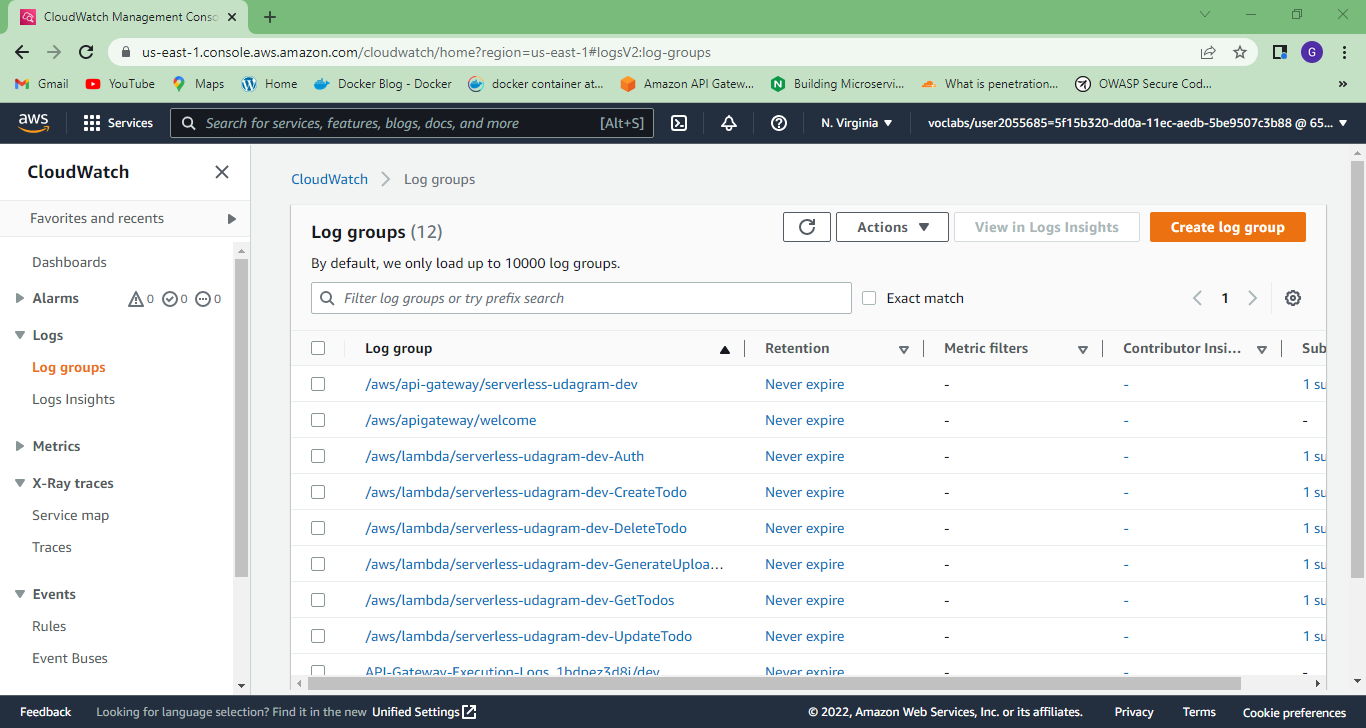 CloudWatch Management Conso
us-east-1.console.aws.amazon.com/cloudwatch/home?region=us-east-1#logsV2:log-groups
G
Gmail YouTube Maps Home Docker Blog - Docker docker container at... Amazon API Gatew... Building Microservi... What is penetration... OWASP Secure Cod...
aws Services Search for services, features, blogs, docs, and more [Alt+S] N. Virginia voclabs/user2055685=5f15b320-dd0a-11ec-aedb-5be9507c3b88 @ 65...
CloudWatch
Favorites and recents
Dashboards
Alarms 0 0 0
Logs
Log groups
Logs Insights
Metrics
X-Ray traces
Service map
Traces
Events
Rules
Event Buses
CloudWatch Log groups
Log groups (12)
Actions View in Logs Insights Create log group
By default, we only load up to 10000 log groups.
Filter log groups or try prefix search Exact match 1
Log group Retention Metric filters Contributor Insi... Sub
/aws/api-gateway/serverless-udagram-dev Never expire - - 1 su
/aws/apigateway/welcome Never expire - - -
/aws/lambda/serverless-udagram-dev-Auth Never expire - - 1 su
/aws/lambda/serverless-udagram-dev-CreateTodo Never expire - - 1 su
/aws/lambda/serverless-udagram-dev-DeleteTodo Never expire - - 1 su
/aws/lambda/serverless-udagram-dev-GenerateUploa... Never expire - - 1 su
/aws/lambda/serverless-udagram-dev-GetTodos Never expire - - 1 su
/aws/lambda/serverless-udagram-dev-UpdateTodo Never expire - - 1 su
API-Gateway-Execution-Logs_1bdpez3d8i/dev Never expire - - -
Feedback Looking for language selection? Find it in the new Unified Settings © 2022, Amazon Web Services, Inc. or its affiliates. Privacy Terms Cookie preferences